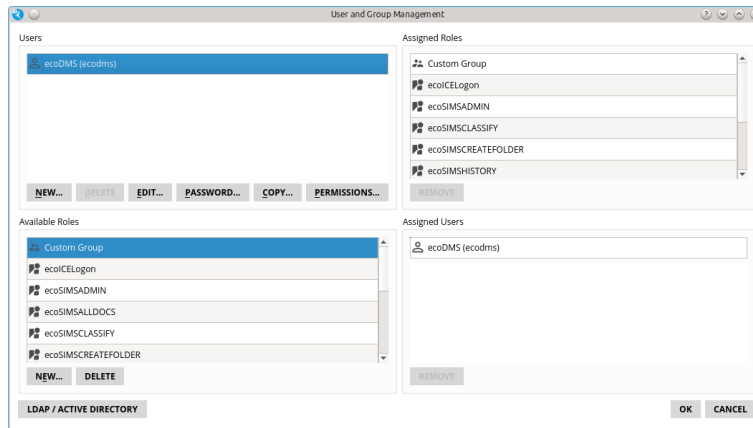 User and Group Management
Users
ecoDMS (ecodms)
NEW... DELETE EDIT... PASSWORD... COPY... PERMISSIONS...
Assigned Roles
Custom Group
ecoICELogon
ecoSIMSADMIN
ecoSIMSCLASSIFY
ecoSIMSCREATEFOLDER
ecoSIMSHISTORY
REMOVE
Available Roles
Custom Group
ecoICELogon
ecoSIMSADMIN
ecoSIMSALLDOCS
ecoSIMSCLASSIFY
ecoSIMSCREATEFOLDER
NEW... DELETE
Assigned Users
ecoDMS (ecodms)
REMOVE
LDAP / ACTIVE DIRECTORY
OK CANCEL